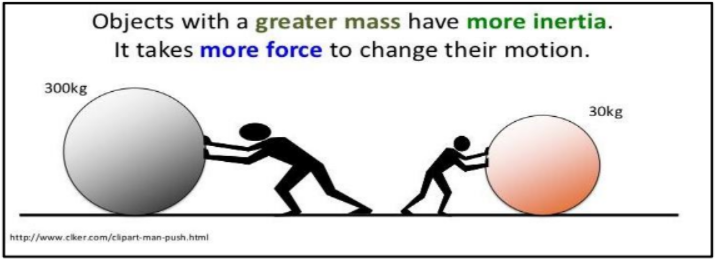 Objects with a greater mass have more inertia.
It takes more force to change their motion.
300kg
30kg
http://www.clker.com/clipart-man-push.html